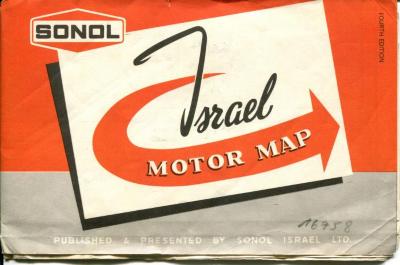 SONOL
FOURTH EDITION
Israel
MOTOR MAP
16758
PUBLISHED & PRESENTED BY SONOL ISRAEL LTD.